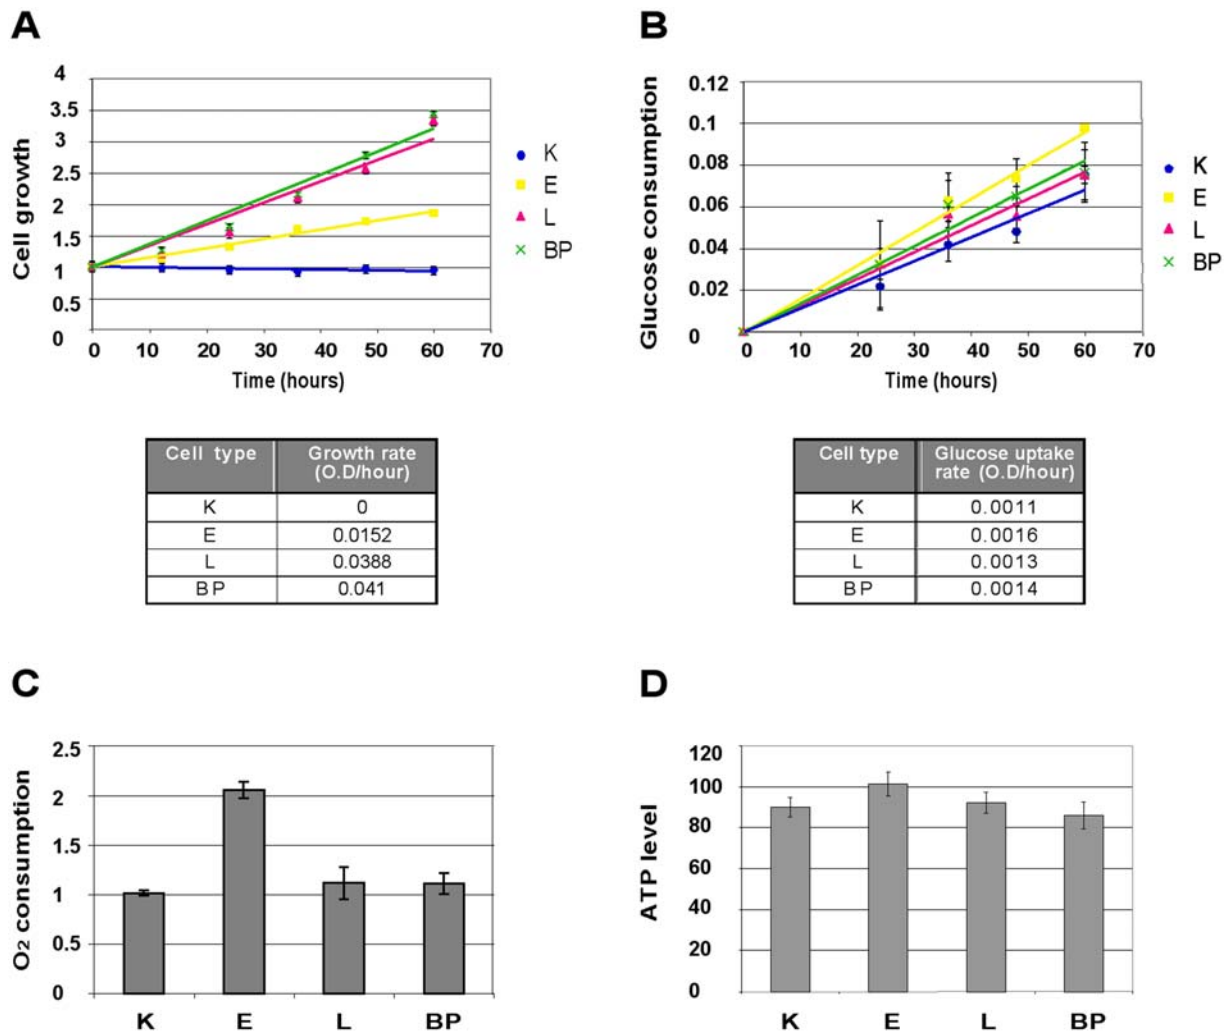 A
Cell growth
4
3.5
3
2.5
2
1.5
1
0.5
0
0 10 20 30 40 50 60 70
Time (hours)
K
E
L
BP
B
Glucose consumption
0.12
0.1
0.08
0.06
0.04
0.02
0
0 10 20 30 40 50 60 70
Time (hours)
K
E
L
BP
Cell type Growth rate
(O.D/hour)
K 0
E 0.0152
L 0.0388
BP 0.041
Cell type Glucose uptake
rate (O.D/hour)
K 0.0011
E 0.0016
L 0.0013
BP 0.0014
C
O2 consumption
2.5
2
1.5
1
0.5
0
K E L BP
D
ATP level
120
100
80
60
40
20
0
K E L BP